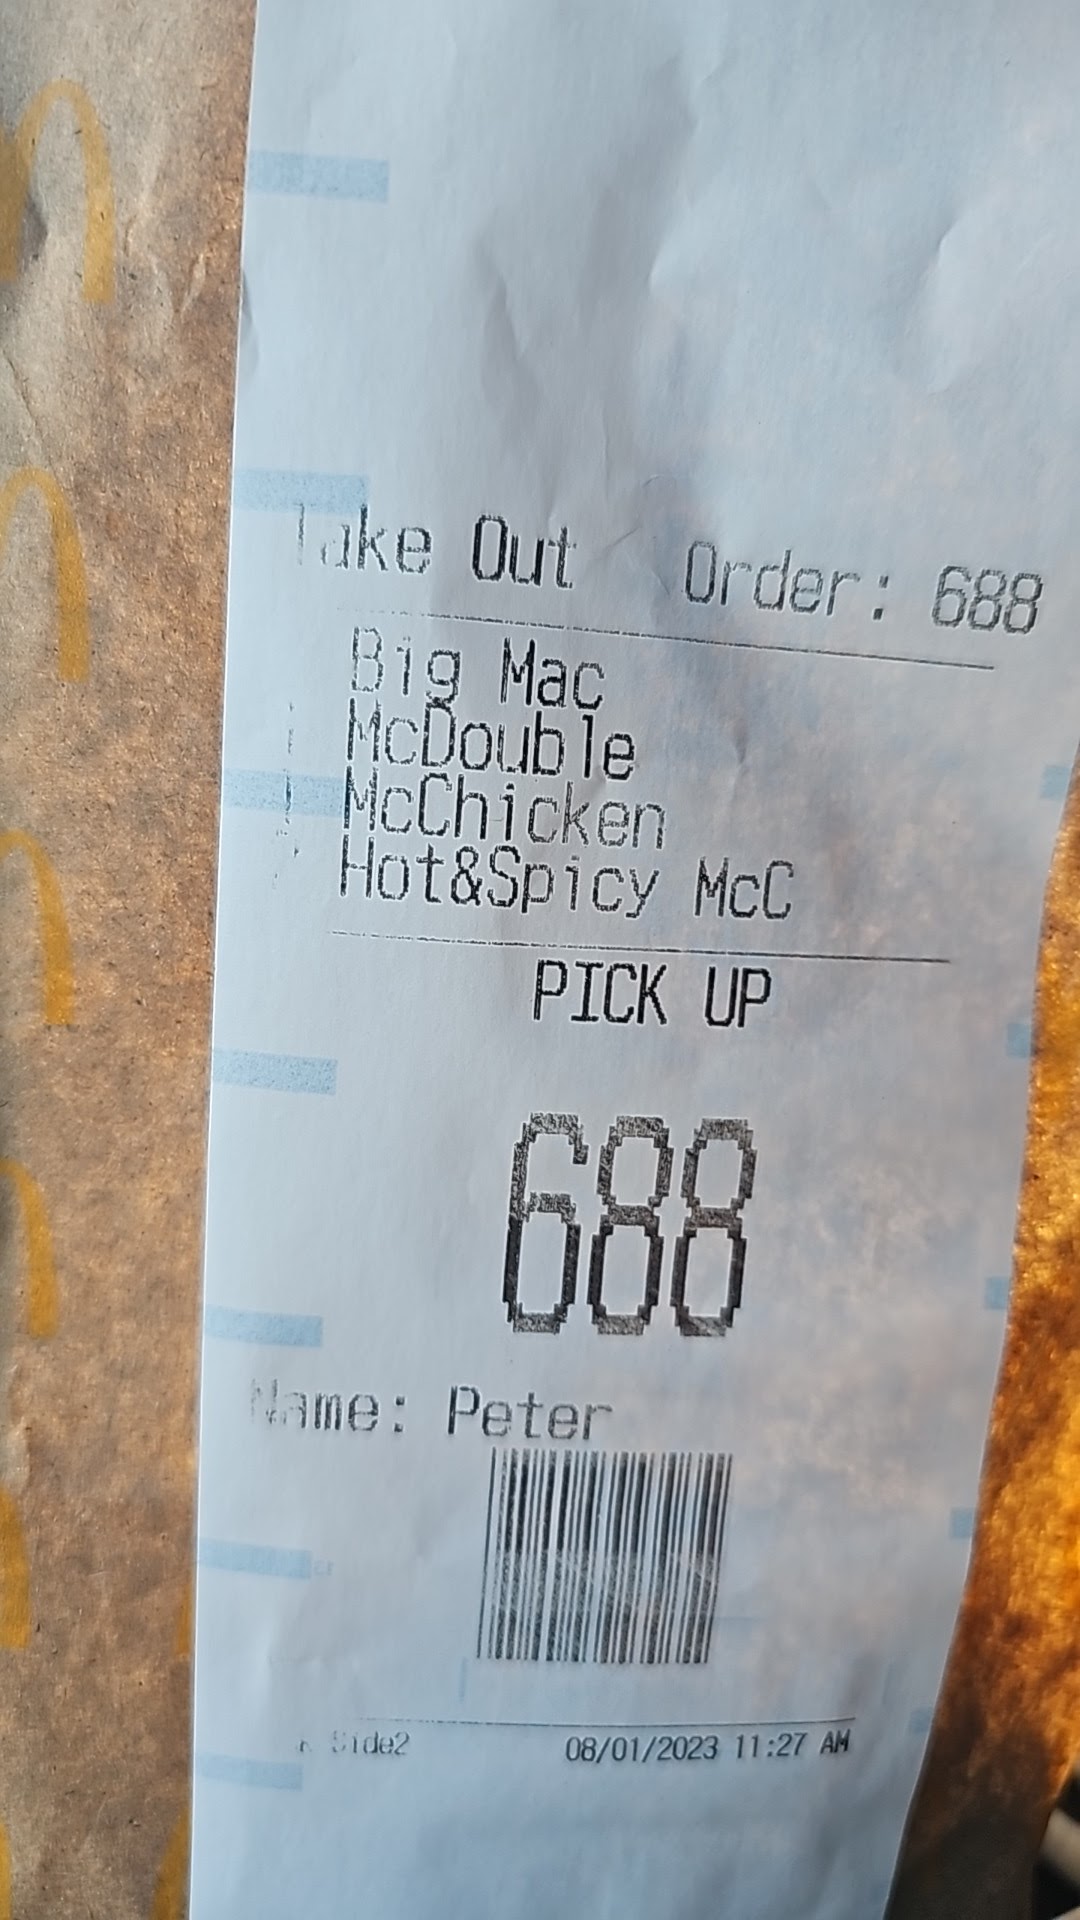 Take Out Order: 688
Big Mac
McDouble
McChicken
Hot&Spicy McC
PICK UP
688
Name: Peter
Side2 08/01/2023 11:27 AM